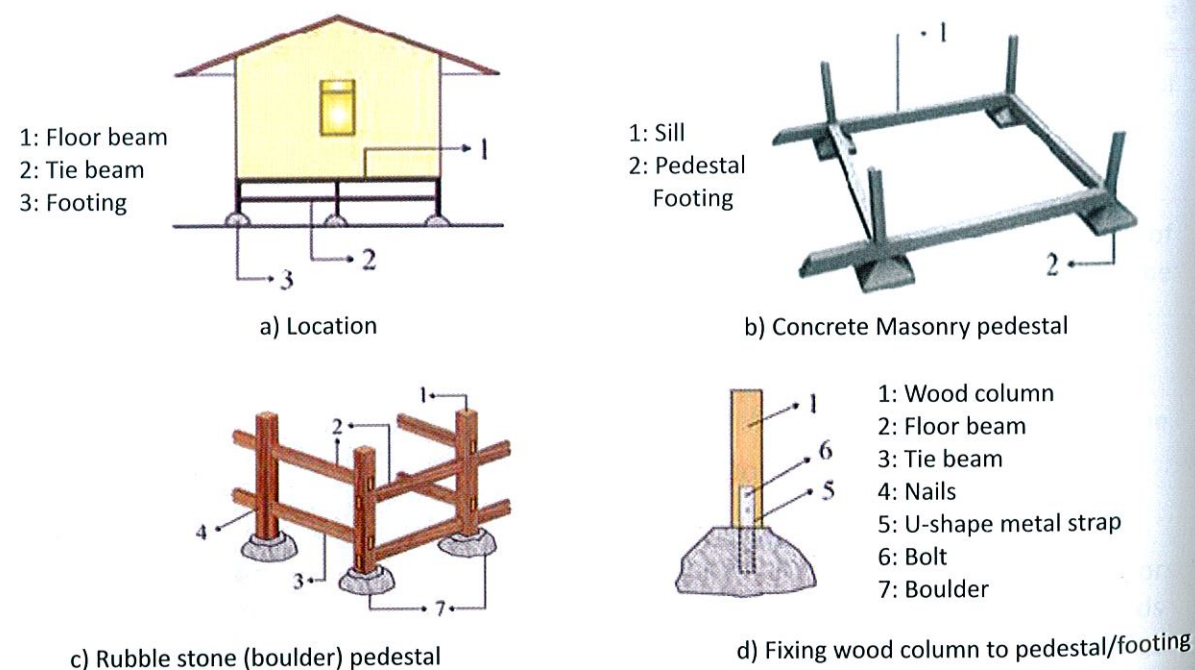 1: Floor beam
2: Tie beam
3: Footing
1
2
3
a) Location
1: Sill
2: Pedestal
Footing
1
2
b) Concrete Masonry pedestal
1
2
4
3
7
c) Rubble stone (boulder) pedestal
1
6
5
1: Wood column
2: Floor beam
3: Tie beam
4: Nails
5: U-shape metal strap
6: Bolt
7: Boulder
d) Fixing wood column to pedestal/footing